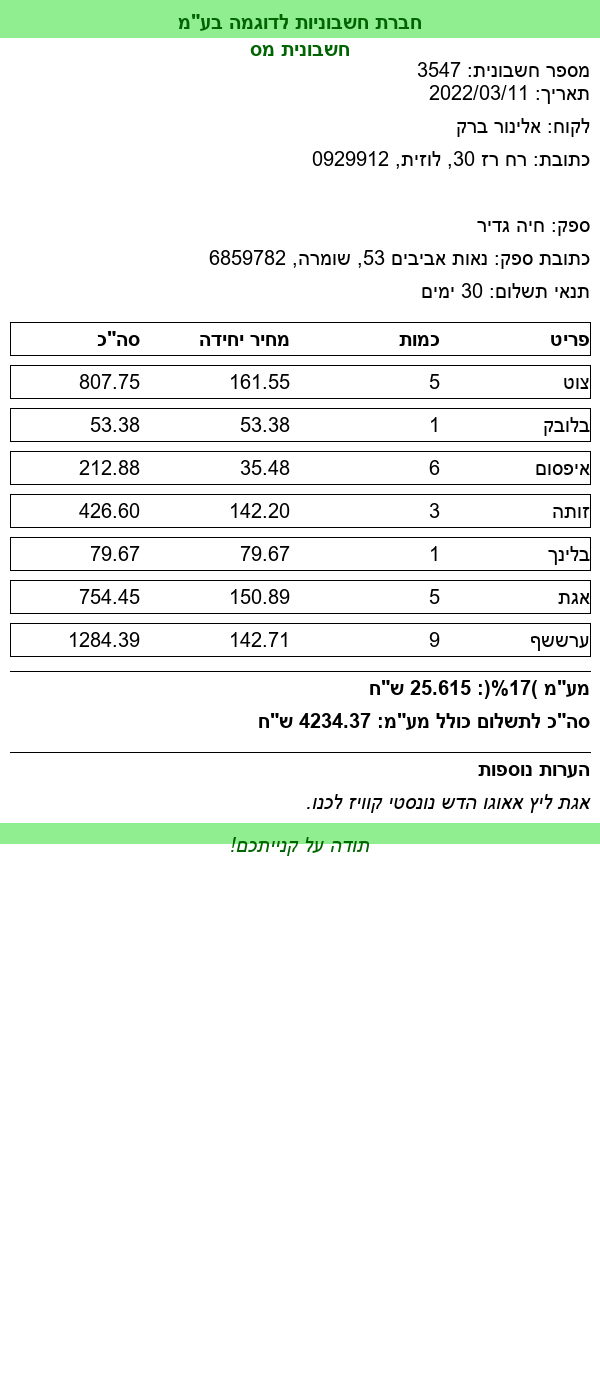 חברת חשבוניות לדוגמה בע"מ
חשבונית מס
מספר חשבונית: 3547
תאריך: 2022/03/11
לקוח: אלינור ברק
כתובת: רח רז 30, לוזית, 0929912
ספק: חיה גדיר
כתובת ספק: נאות אביבים 53, שומרה, 6859782
תנאי תשלום: 30 ימים
פריט כמות מחיר יחידה סה"כ
צוט 5 161.55 807.75
בלובק 1 53.38 53.38
איפסום 6 35.48 212.88
זותה 3 142.20 426.60
בלינך 1 79.67 79.67
אגת 5 150.89 754.45
ערששף 9 142.71 1284.39
מע"מ )17%(: 25.615 ש"ח
סה"כ לתשלום כולל מע"מ: 4234.37 ש"ח
הערות נוספות
אגת ליץ אאוגו הדש נונסטי קוויז לכנו.
תודה על קנייתכם!